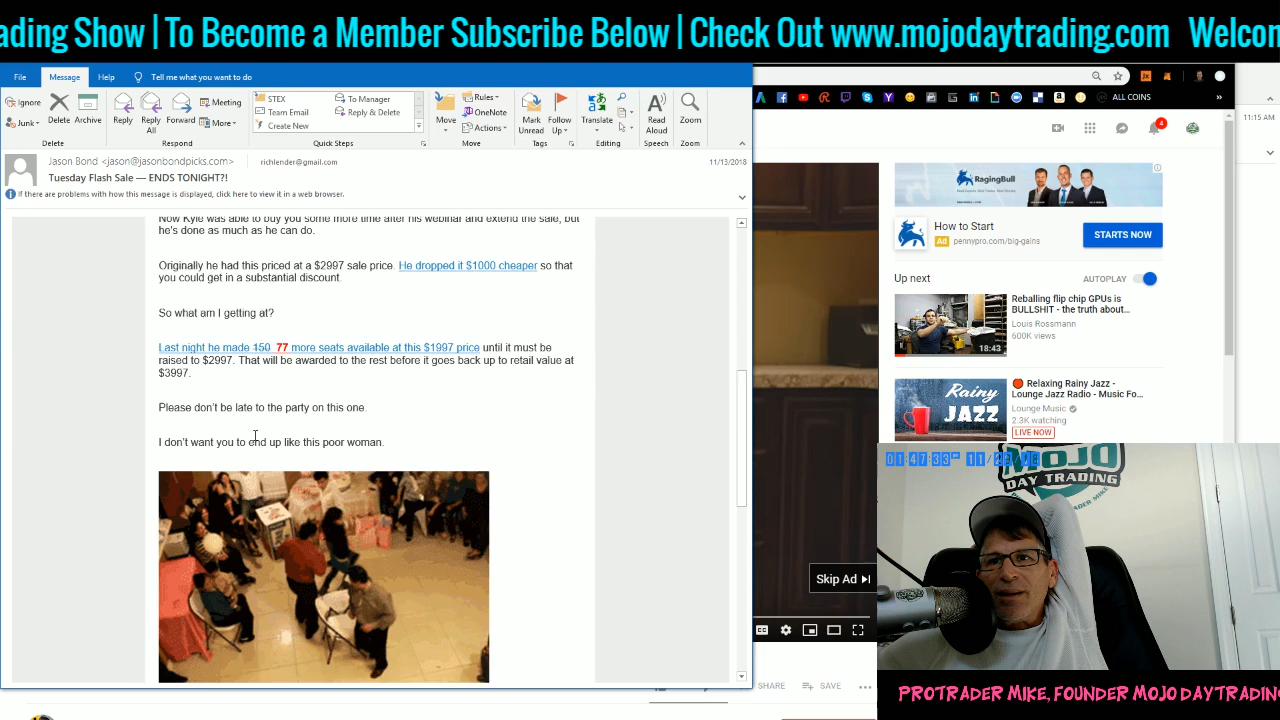 ading Show | To Become a Member Subscribe Below | Check Out www.mojodaytrading.com Welcon
File Message Help Tell me what you want to do
Ignore
Junk
Delete
Archive
Reply
Reply All
Forward
Meeting
More
STEX
Team Email
Create New
To Manager
Reply & Delete
Move
Rules
OneNote
Actions
Mark Unread
Follow Up
Translate
Read Aloud
Zoom
Delete Respond Quick Steps Move Tags Editing Speech Zoom
Jason Bond <jason@jasonbondpicks.com> richlender@gmail.com 11/13/2018
Tuesday Flash Sale — ENDS TONIGHT?!
If there are problems with how this message is displayed, click here to view it in a web browser.
Now Kyle was able to buy you some more time after his webinar and extend the sale, but
he's done as much as he can do.
Originally he had this priced at a $2997 sale price. He dropped it $1000 cheaper so that
you could get in a substantial discount.
So what am I getting at?
Last night he made 150 77 more seats available at this $1997 price until it must be
raised to $2997. That will be awarded to the rest before it goes back up to retail value at
$3997.
Please don't be late to the party on this one.
I don't want you to end up like this poor woman.
ALL COINS »
11:15 AM
4
RagingBull
How to Start
Ad pennypro.com/big-gains
STARTS NOW
Up next AUTOPLAY
Reballing flip chip GPUs is
BULLSHIT - the truth about...
Louis Rossmann
600K views
18:43
Rainy
JAZZ
Relaxing Rainy Jazz -
Lounge Jazz Radio - Music Fo...
Lounge Music
2.3K watching
LIVE NOW
Skip Ad
CC
SHARE SAVE
MOJO
DAY TRADING
PROTRADER MIKE, FOUNDER MOJO DAYTRADING